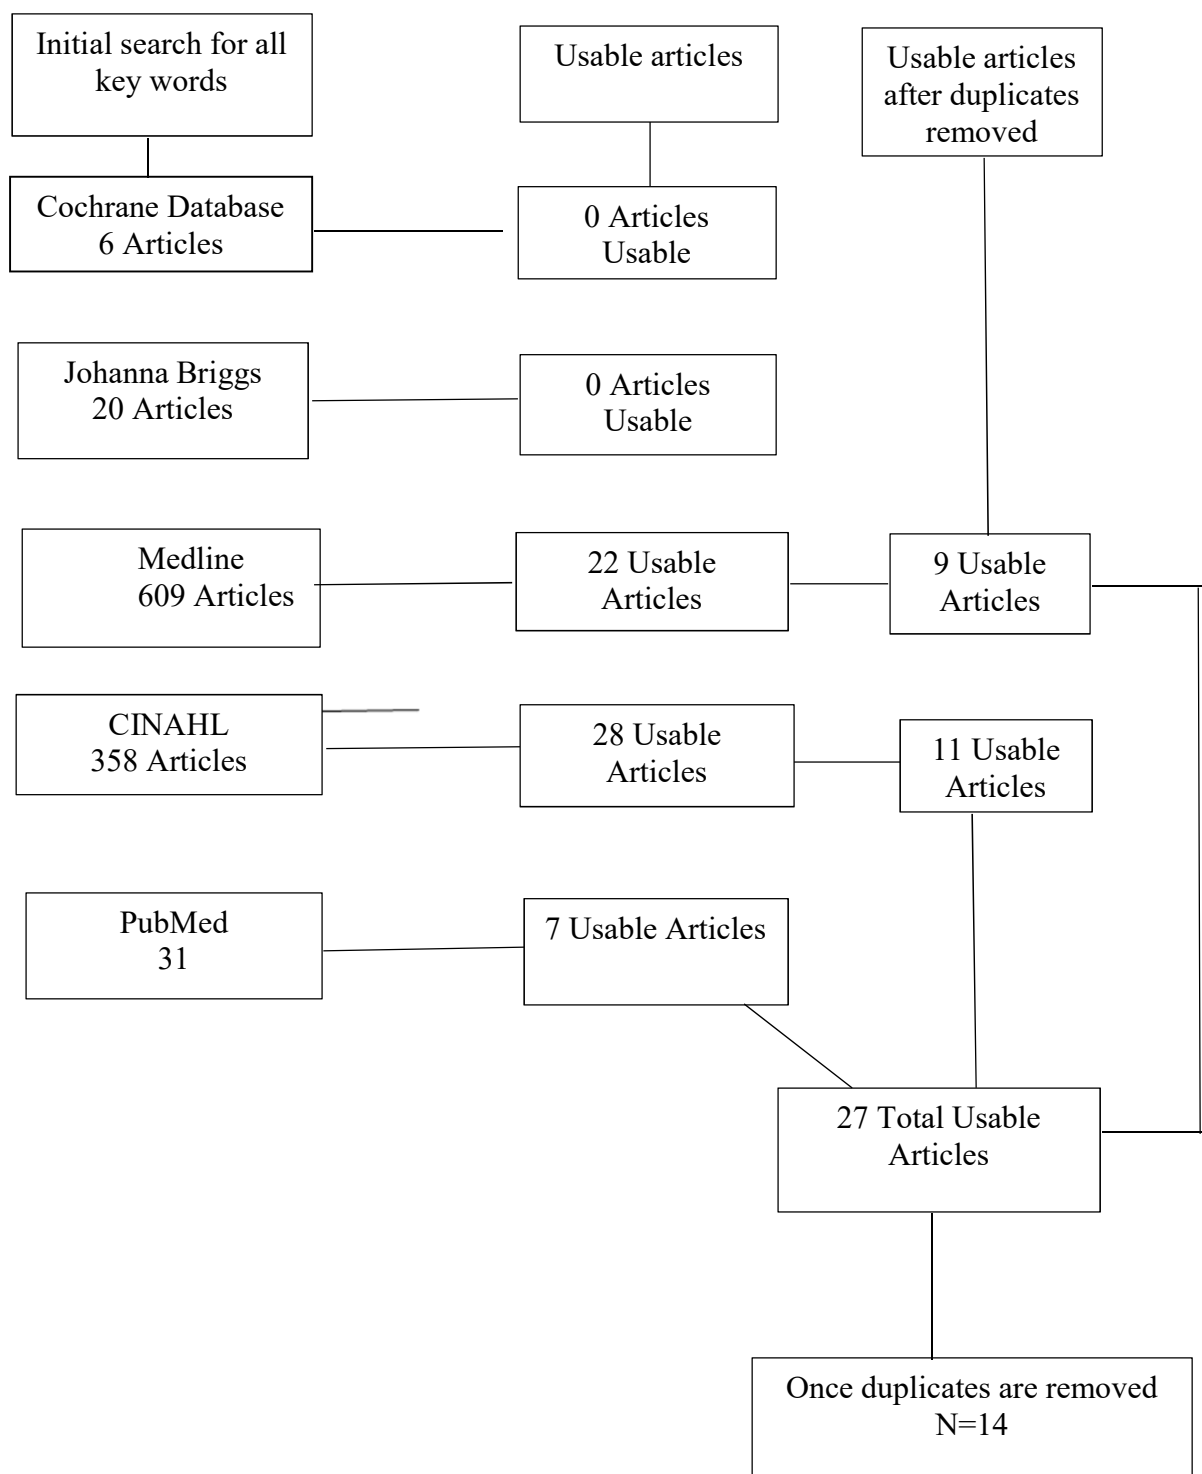 Initial search for all
key words
Usable articles
Usable articles
after duplicates
removed
Cochrane Database
6 Articles
0 Articles
Usable
Johanna Briggs
20 Articles
0 Articles
Usable
Medline
609 Articles
22 Usable
Articles
9 Usable
Articles
CINAHL
358 Articles
28 Usable
Articles
11 Usable
Articles
PubMed
31
7 Usable Articles
27 Total Usable
Articles
Once duplicates are removed
N=14